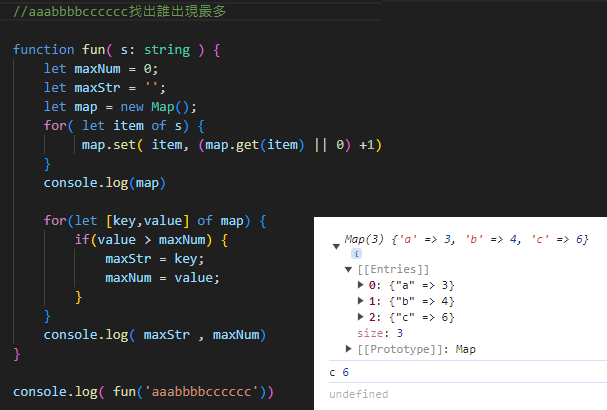 //aaabbbbcccccc找出誰出現最多
function fun( s: string ) {
let maxNum = 0;
let maxStr = '';
let map = new Map();
for( let item of s) {
map.set( item, (map.get(item) || 0) +1)
}
console.log(map)
for(let [key,value] of map) {
if(value > maxNum) {
maxStr = key;
maxNum = value;
}
}
console.log( maxStr , maxNum)
}
console.log( fun('aaabbbbcccccc'))
Map(3) {'a' => 3, 'b' => 4, 'c' => 6}
i
[[Entries]]
0: {"a" => 3}
1: {"b" => 4}
2: {"c" => 6}
size: 3
[[Prototype]]: Map
c 6
undefined